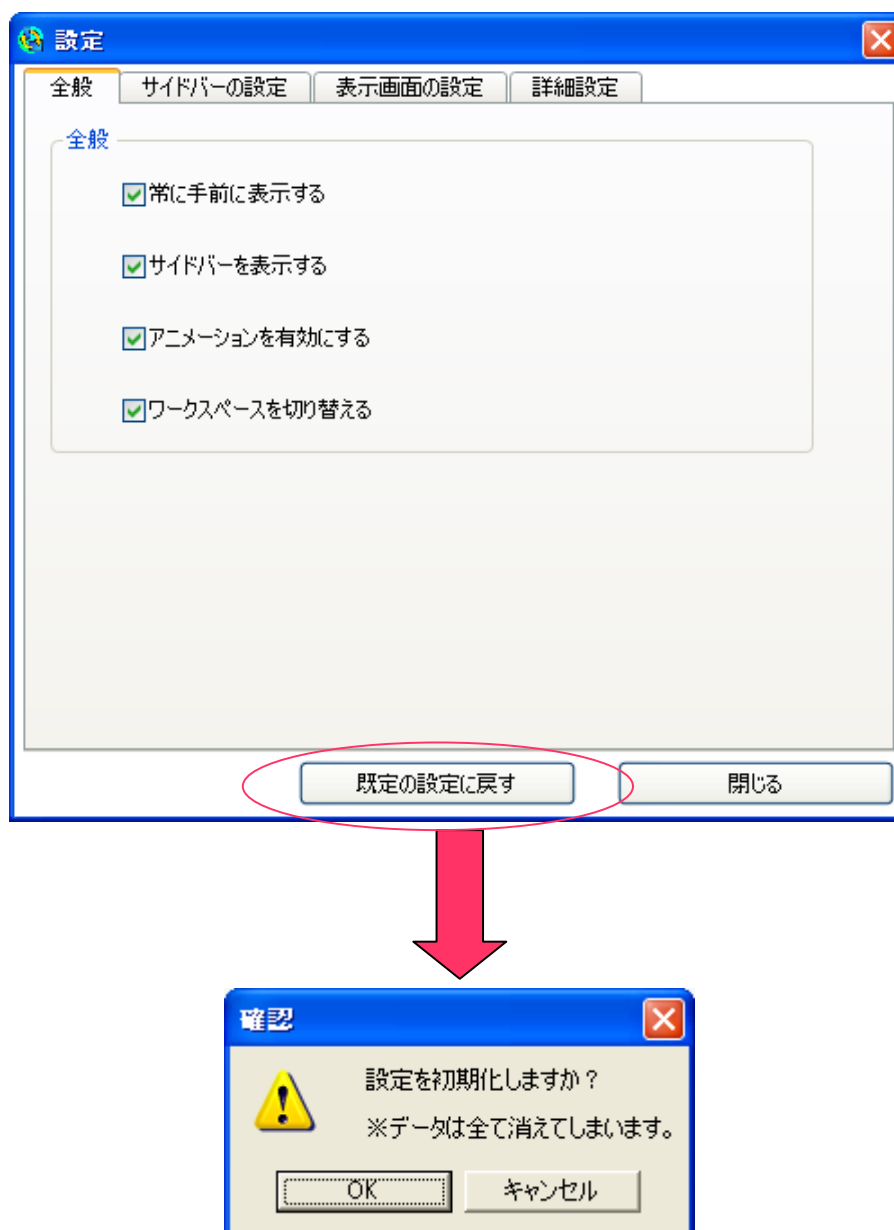 設定
全般 サイドバーの設定 表示画面の設定 詳細設定
全般
常に手前に表示する
サイドバーを表示する
アニメーションを有効にする
ワークスペースを切り替える
既定の設定に戻す 閉じる
確認
設定を初期化しますか？
※データは全て消えてしまいます。
OK キャンセル